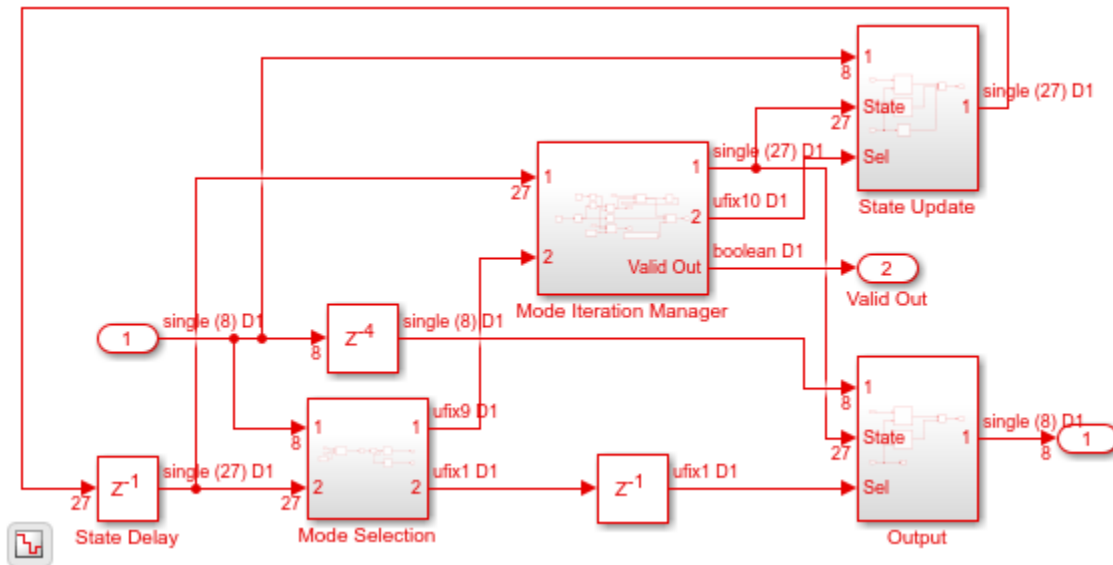 1
8
single (27) D1
State
1
27
single (27) D1
1
1
Sel
27
ufix10 D1
State Update
2
boolean D1
2
Valid Out
2
Valid Out
Mode Iteration Manager
single (8) D1
single (8) D1
1
z-4
8
1
8
ufix9 D1
1
1
single (8) D1
8
State
1
1
27
8
single (27) D1
ufix1 D1
ufix1 D1
z-1
2
2
z-1
Sel
27
27
State Delay
Mode Selection
Output